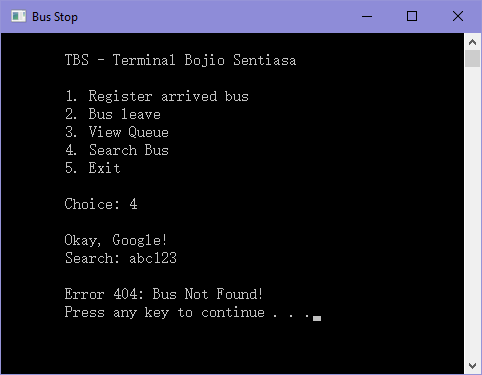 Bus Stop
TBS - Terminal Bojio Sentiasa
1. Register arrived bus
2. Bus leave
3. View Queue
4. Search Bus
5. Exit
Choice: 4
Okay, Google!
Search: abc123
Error 404: Bus Not Found!
Press any key to continue . . .